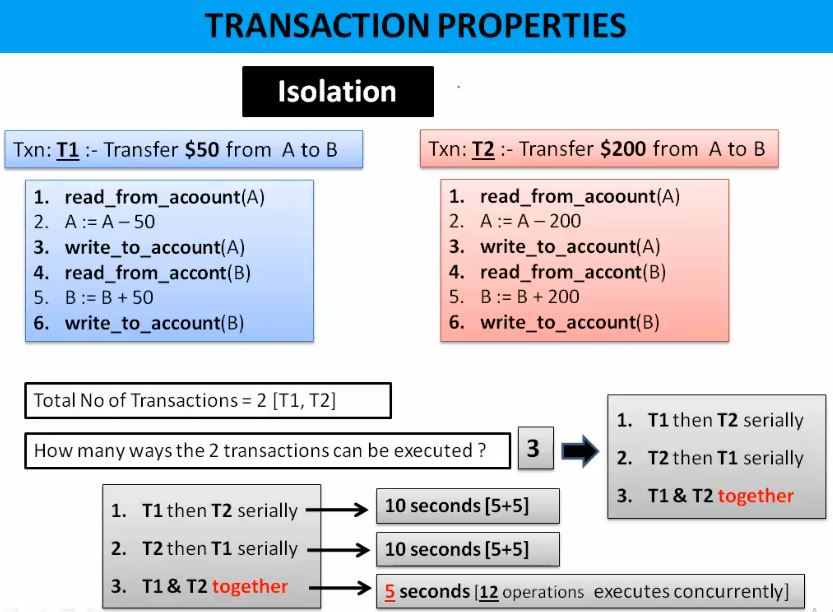 TRANSACTION PROPERTIES
Isolation
Txn: T1 :- Transfer $50 from A to B
1. read_from_acoount(A)
2. A := A – 50
3. write_to_account(A)
4. read_from_accont(B)
5. B := B + 50
6. write_to_account(B)
Txn: T2 :- Transfer $200 from A to B
1. read_from_acoount(A)
2. A := A – 200
3. write_to_account(A)
4. read_from_accont(B)
5. B := B + 200
6. write_to_account(B)
Total No of Transactions = 2 [T1, T2]
How many ways the 2 transactions can be executed ?
3
1. T1 then T2 serially
2. T2 then T1 serially
3. T1 & T2 together
1. T1 then T2 serially
10 seconds [5+5]
2. T2 then T1 serially
10 seconds [5+5]
3. T1 & T2 together
5 seconds [12 operations executes concurrently]